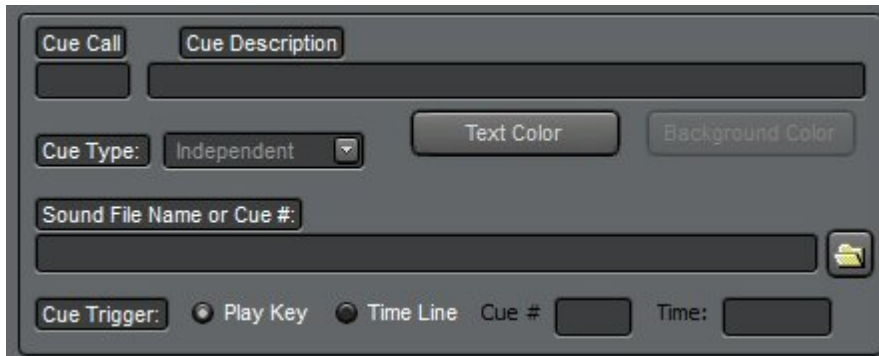 Cue Call Cue Description
Text Color Background Color
Cue Type: Independent
Sound File Name or Cue #:
Cue Trigger: Play Key Time Line Cue # Time: